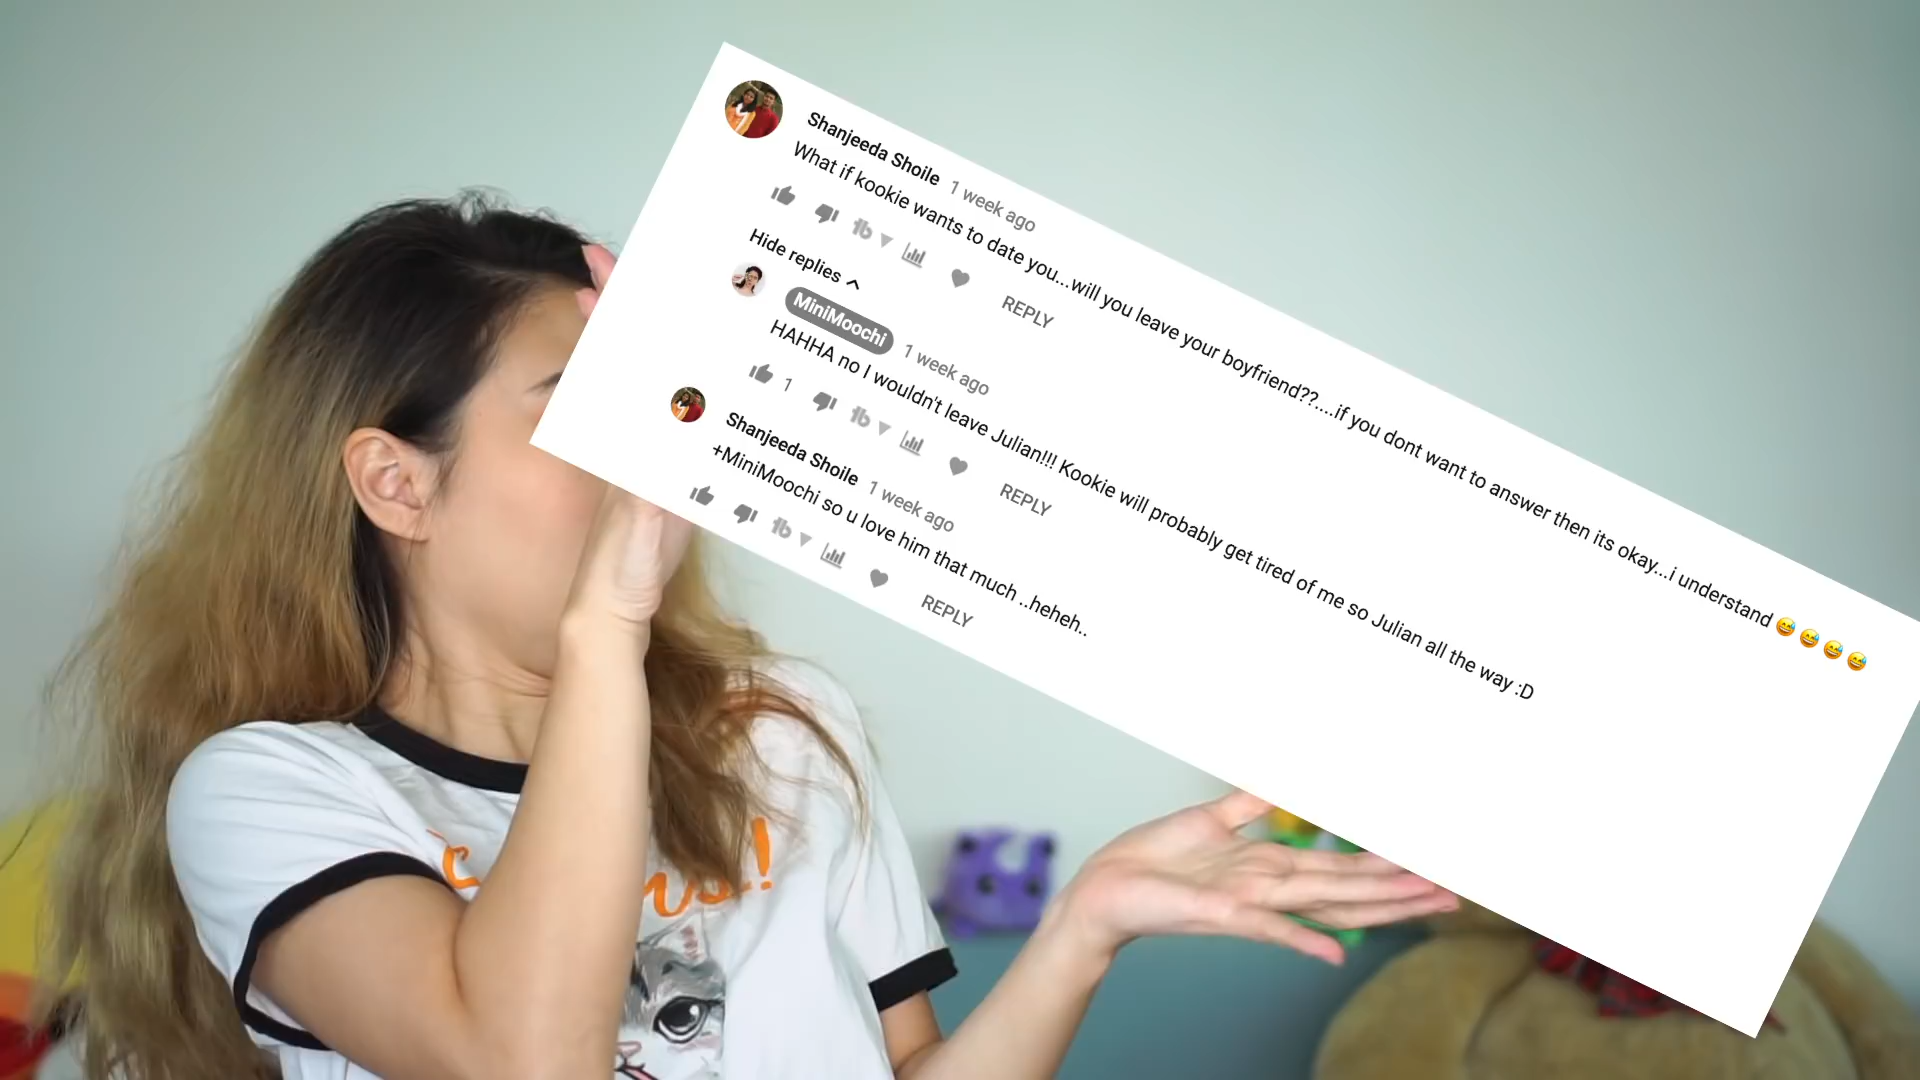 Shanjeeda Shoile 1 week ago
What if kookie wants to date you...will you leave your boyfriend??....if you dont want to answer then its okay...i understand 😅😅😅😅
REPLY
Hide replies
MiniMoochi 1 week ago
HAHHA no I wouldn't leave Julian!!! Kookie will probably get tired of me so Julian all the way :D
1 REPLY
Shanjeeda Shoile 1 week ago
+MiniMoochi so u love him that much ..heheh..
REPLY